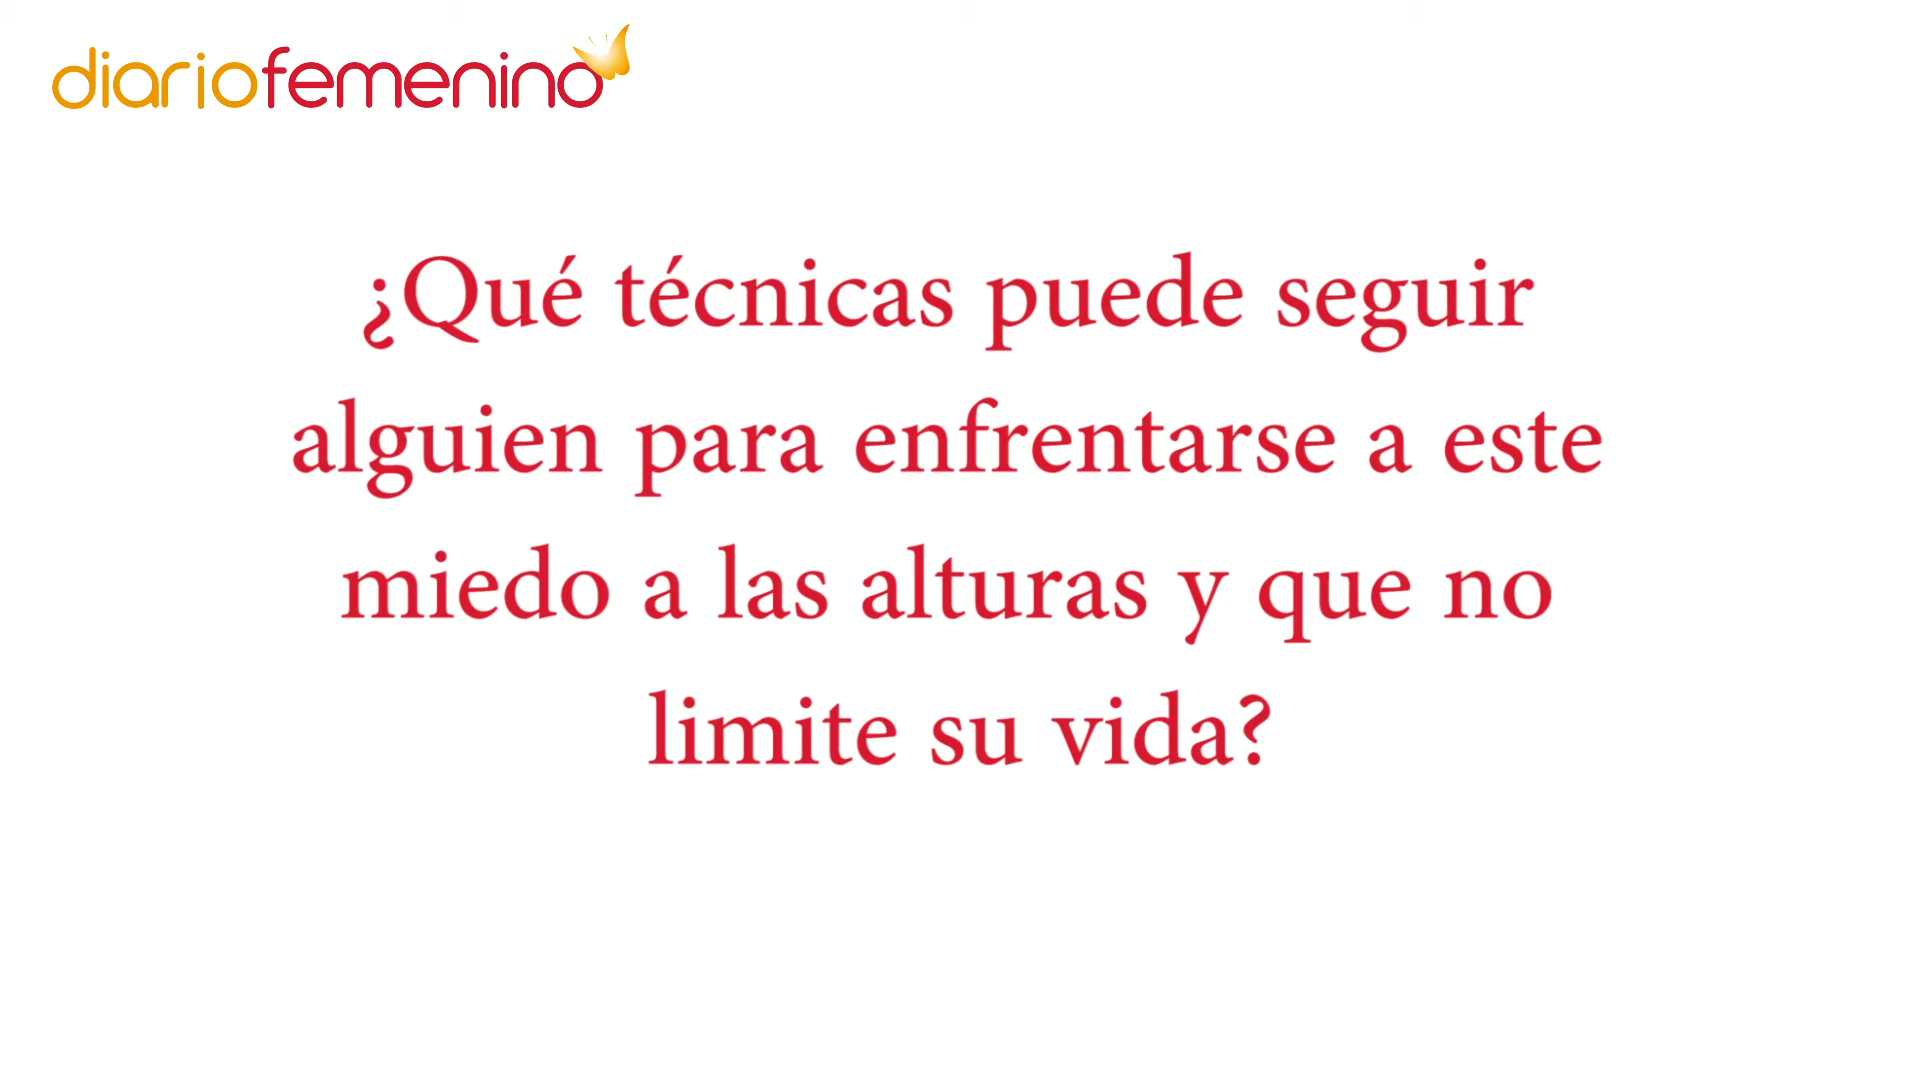 diariofemenino
¿Qué técnicas puede seguir
alguien para enfrentarse a este
miedo a las alturas y que no
limite su vida?